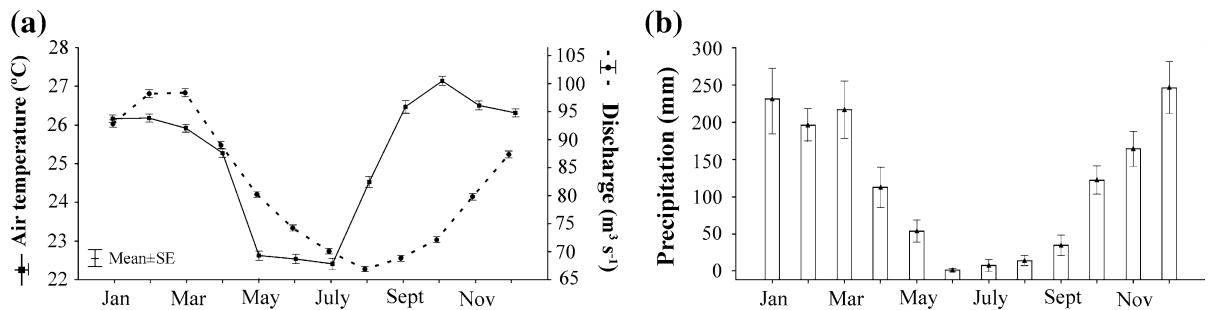 (a)
Air temperature (°C)
28
27
26
25
24
23
22
Mean±SE
Jan Mar May July Sept Nov
105
100
95
90
85
80
75
70
65
Discharge (m³ s⁻¹)
(b)
Precipitation (mm)
300
250
200
150
100
50
0
Jan Mar May July Sept Nov